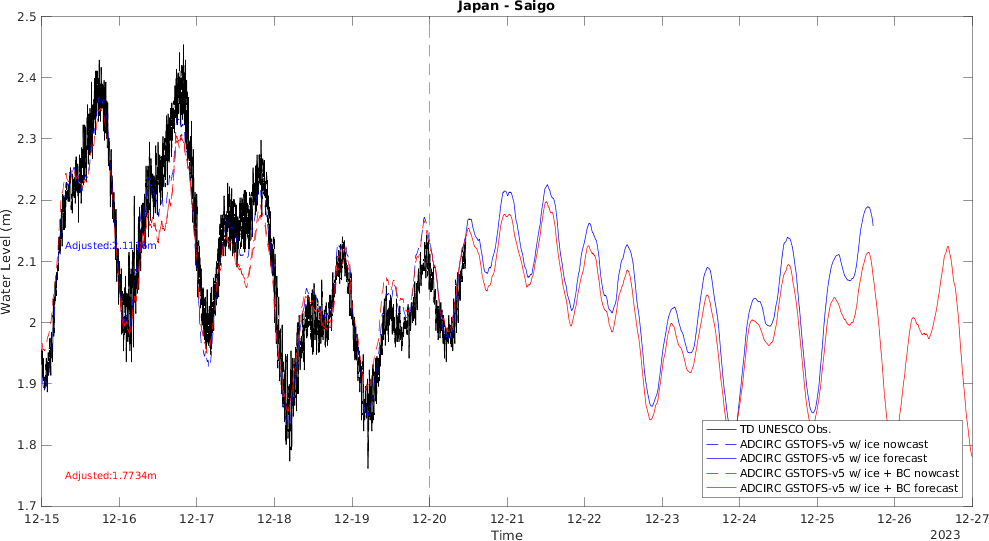 Japan - Saigo
2.5
2.4
2.3
2.2
2.1
2
1.9
1.8
1.7
Water Level (m)
Adjusted:1.7734m
TD UNESCO Obs.
ADCIRC GSTOFS-v5 w/ ice nowcast
ADCIRC GSTOFS-v5 w/ ice forecast
ADCIRC GSTOFS-v5 w/ ice + BC nowcast
ADCIRC GSTOFS-v5 w/ ice + BC forecast
12-15 12-16 12-17 12-18 12-19 12-20 12-21 12-22 12-23 12-24 12-25 12-26 12-27
Time
2023